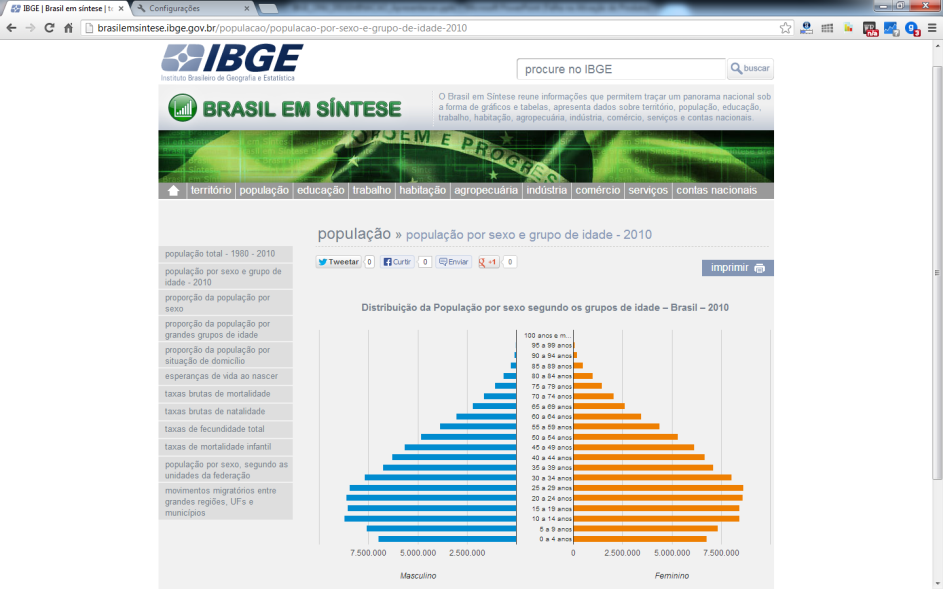 IBGE | Brasil em síntese | te
Configurações
brasilemsintese.ibge.gov.br/populacao/populacao-por-sexo-e-grupo-de-idade-2010
IBGE
Instituto Brasileiro de Geografia e Estatística
procure no IBGE
buscar
BRASIL EM SÍNTESE
O Brasil em Síntese reune informações que permitem traçar um panorama nacional sob
a forma de gráficos e tabelas, apresenta dados sobre território, população, educação,
trabalho, habitação, agropecuária, indústria, comércio, serviços e contas nacionais.
ORDEM E PROGRES
território população educação trabalho habitação agropecuária indústria comércio serviços contas nacionais
população » população por sexo e grupo de idade - 2010
Tweetar 0 Curtir 0 Enviar +1 0
imprimir
população total - 1980 - 2010
população por sexo e grupo de
idade - 2010
proporção da população por
sexo
proporção da população por
grandes grupos de idade
proporção da população por
situação de domicílio
esperanças de vida ao nascer
taxas brutas de mortalidade
taxas brutas de natalidade
taxas de fecundidade total
taxas de mortalidade infantil
população por sexo, segundo as
unidades da federação
movimentos migratórios entre
grandes regiões, UFs e
municípios
Distribuição da População por sexo segundo os grupos de idade – Brasil – 2010
100 anos e m...
95 a 99 anos
90 a 94 anos
85 a 89 anos
80 a 84 anos
75 a 79 anos
70 a 74 anos
65 a 69 anos
60 a 64 anos
55 a 59 anos
50 a 54 anos
45 a 49 anos
40 a 44 anos
35 a 39 anos
30 a 34 anos
25 a 29 anos
20 a 24 anos
15 a 19 anos
10 a 14 anos
5 a 9 anos
0 a 4 anos
7.500.000 5.000.000 2.500.000 0 2.500.000 5.000.000 7.500.000
Masculino Feminino